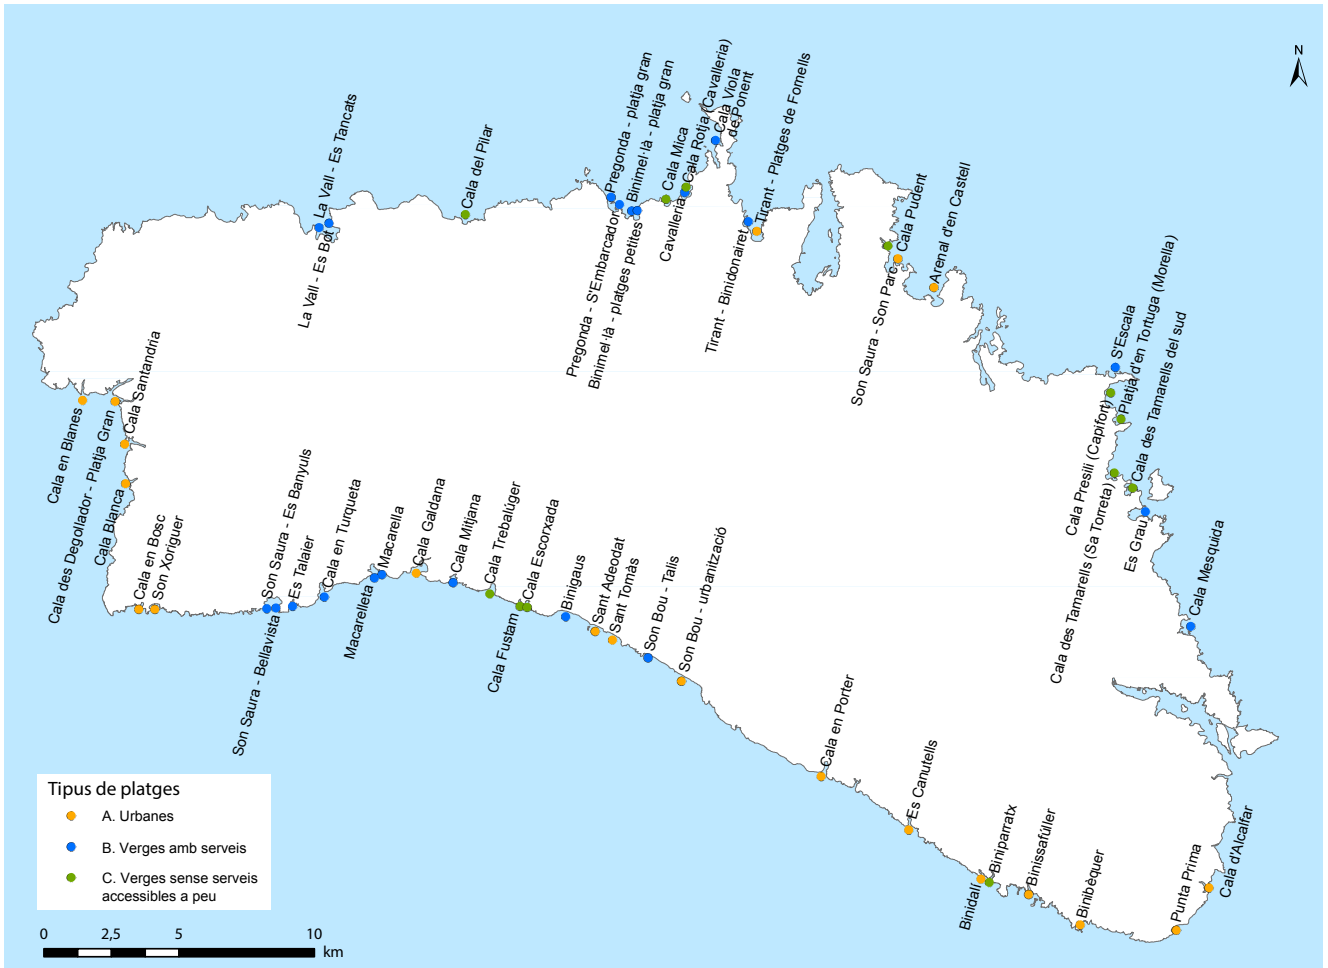 N
La Vall - Es Tancats
La Vall - Es Bot
Cala del Pilar
Pregonda - platja gran
Pregonda - S'Embarcador
Binimel·là - platja gran
Binimel·là - platges petites
Cala Mica
Cala Rotja (Cavalleria)
Cavalleria
Cala Viola
de Ponent
Tirant - Platges de Fornells
Tirant - Binidonairet
Cala Pudent
Son Saura - Son Parc
Arenal d'en Castell
S'Escala
Platja d'en Tortuga (Morella)
Cala Presili (Capifort)
Cala des Tamarells del sud
Cala des Tamarells (Sa Torreta)
Es Grau
Cala Mesquida
Cala en Blanes
Cala des Degollador - Platja Gran
Cala Santandria
Cala Blanca
Cala en Bosc
Son Xoriguer
Son Saura - Es Banyuls
Son Saura - Bellavista
Es Talaier
Cala en Turqueta
Macarelleta
Macarella
Cala Galdana
Cala Mitjana
Cala Trebalúger
Cala Fustam
Cala Escorxada
Binigaus
Sant Adeodat
Sant Tomàs
Son Bou - Talis
Son Bou - urbanització
Cala en Porter
Es Canutells
Binidalí
Biniparratx
Binissafúller
Binibèquer
Punta Prima
Cala d'Alcalfar
Tipus de platges
A. Urbanes
B. Verges amb serveis
C. Verges sense serveis
accessibles a peu
0 2,5 5 10
km